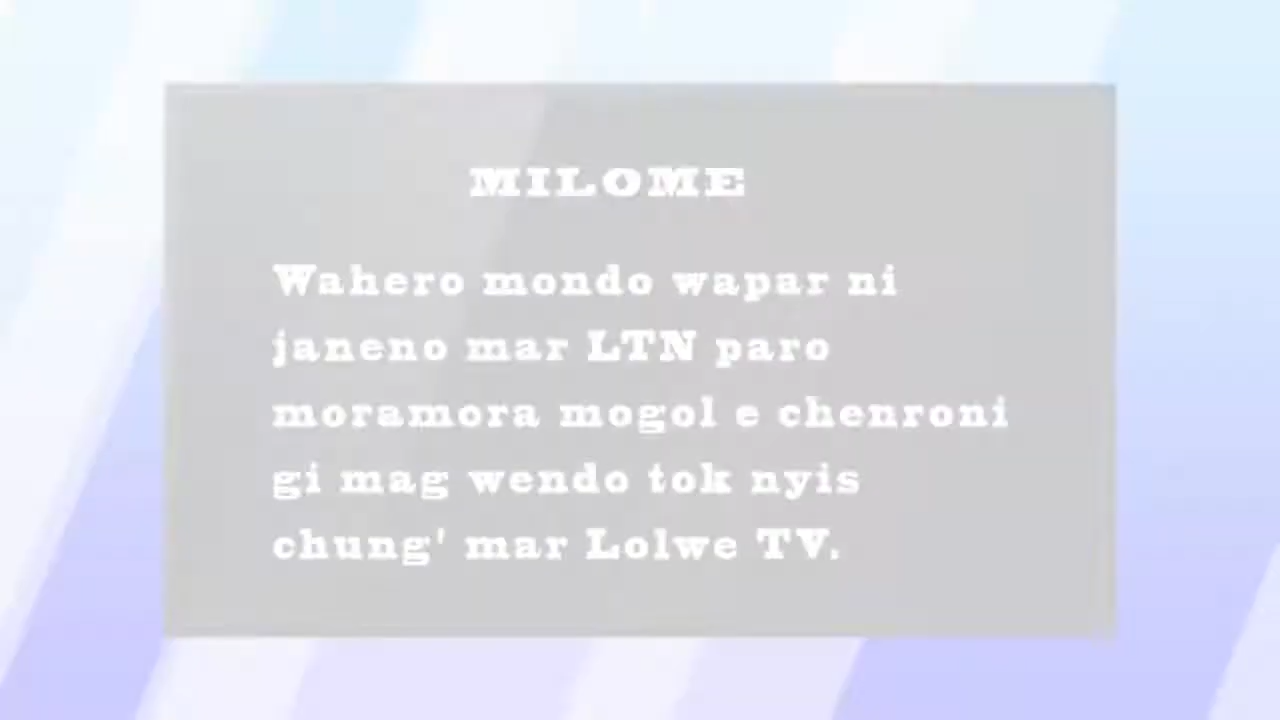 MILOME
Wahero mondo wapar ni
janeno mar LTN paro
moramora mogol e chenroni
gi mag wendo tok nyis
chung' mar Lolwe TV.